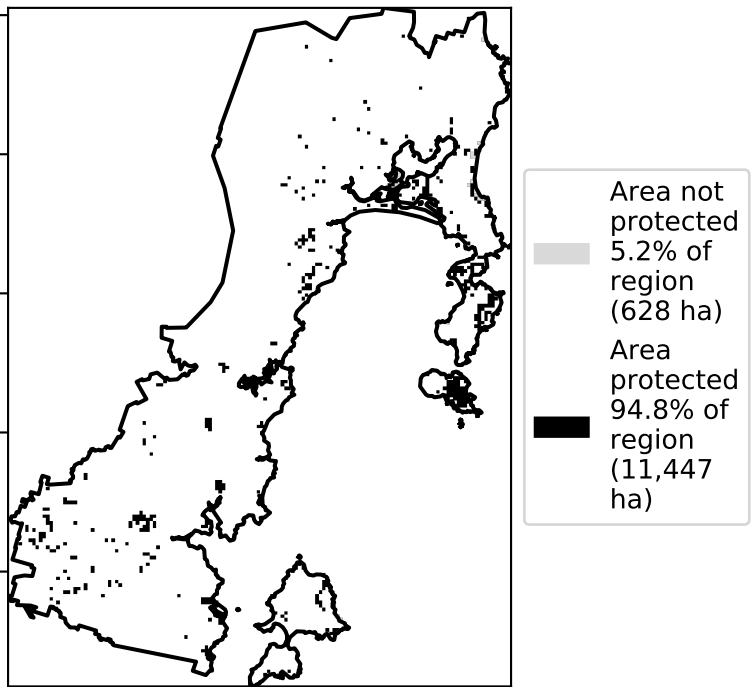 Area not
protected
5.2% of
region
(628 ha)
Area
protected
94.8% of
region
(11,447
ha)